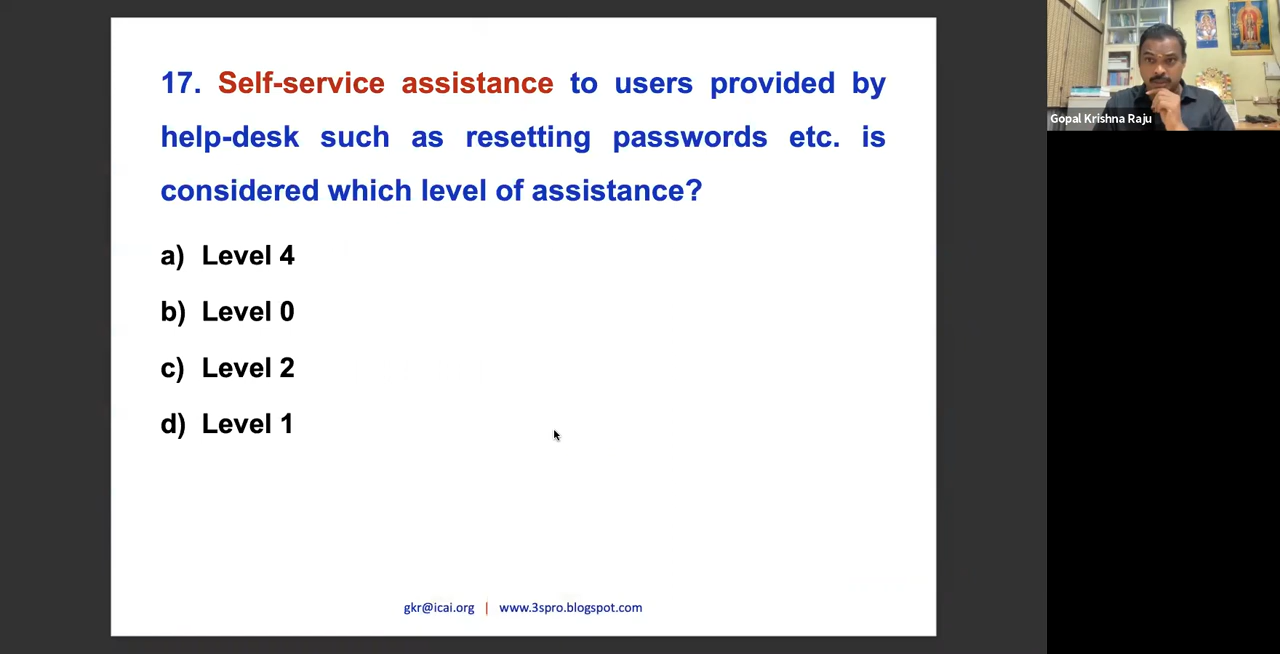 17. Self-service assistance to users provided by
help-desk such as resetting passwords etc. is
considered which level of assistance?
a) Level 4
b) Level 0
c) Level 2
d) Level 1
gkr@icai.org | www.3spro.blogspot.com
Gopal Krishna Raju